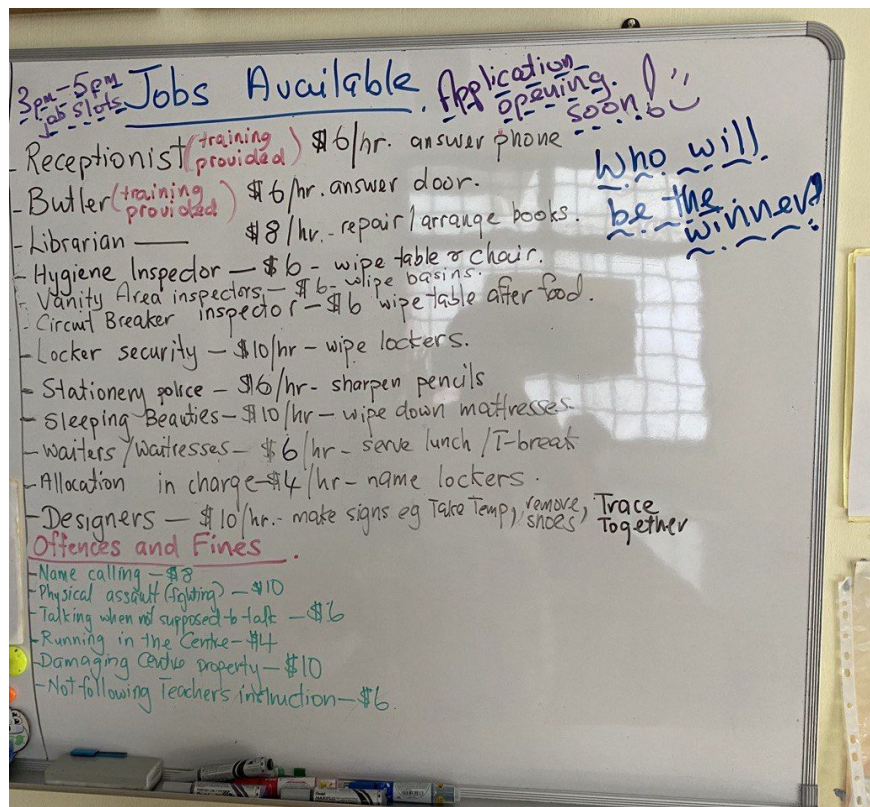 3pm-5pm
job slots
Jobs Available.
Application
opening
soon!
Who will
be the
winner?
- Receptionist (training provided) $6/hr. answer phone
- Butler (training provided) $6/hr. answer door.
- Librarian — $8/hr. - repair/arrange books.
- Hygiene Inspector - $6 - wipe table & chair.
- Vanity Area inspectors - $6 - wipe basins.
- Circuit Breaker inspector - $6 wipe table after food.
- Locker security - $10/hr - wipe lockers.
- Stationery police - $6/hr - sharpen pencils
- Sleeping Beauties - $10/hr - wipe down mattresses
- Waiters/Waitresses - $6/hr - serve lunch/T-break
- Allocation in charge - $4/hr - name lockers.
- Designers - $10/hr. - make signs eg Take Temp, remove shoes, Trace Together
Offences and Fines.
- Name calling - $8
- Physical assault (fighting) - $10
- Talking when not supposed to talk - $6
- Running in the Centre - $4
- Damaging Centre property - $10
- Not following Teachers instruction - $6.